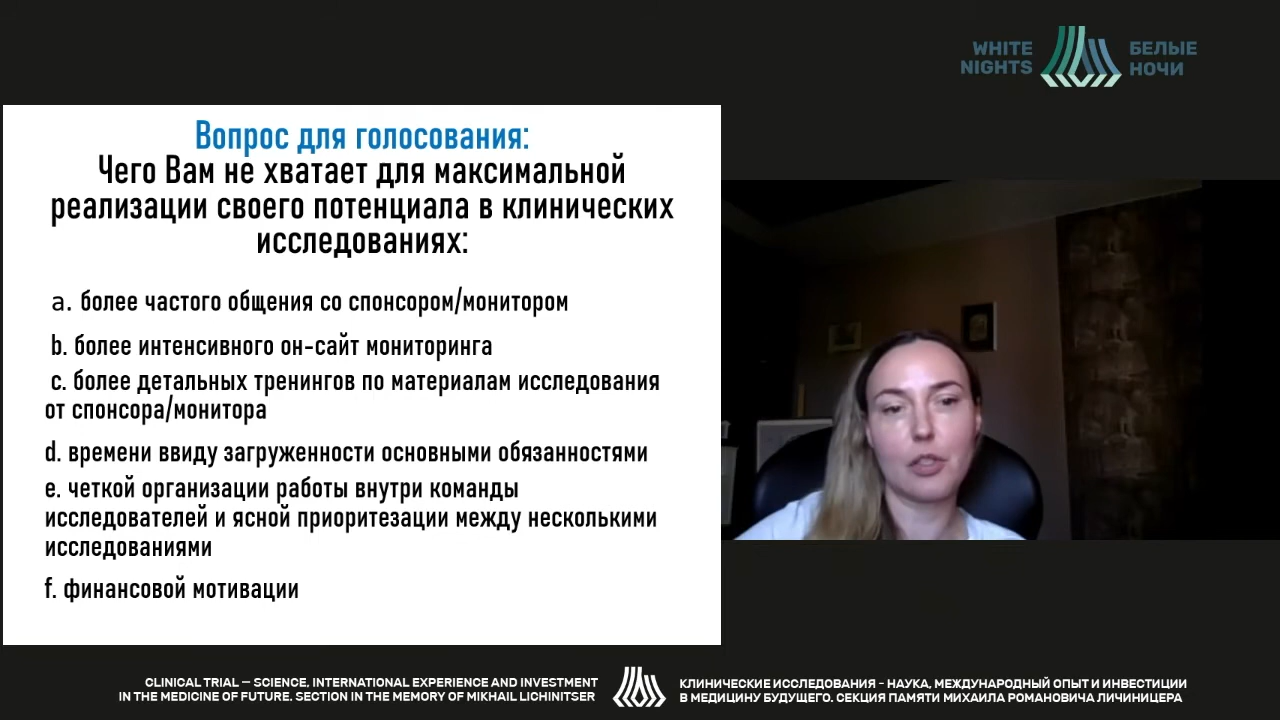 WHITE
NIGHTS
БЕЛЫЕ
НОЧИ
Вопрос для голосования:
Чего Вам не хватает для максимальной
реализации своего потенциала в клинических
исследованиях:
a. более частого общения со спонсором/монитором
b. более интенсивного он-сайт мониторинга
c. более детальных тренингов по материалам исследования
от спонсора/монитора
d. времени ввиду загруженности основными обязанностями
e. четкой организации работы внутри команды
исследователей и ясной приоритезации между несколькими
исследованиями
f. финансовой мотивации
CLINICAL TRIAL – SCIENCE, INTERNATIONAL EXPERIENCE AND INVESTMENT
IN THE MEDICINE OF FUTURE. SECTION IN THE MEMORY OF MIKHAIL LICHINITSER
КЛИНИЧЕСКИЕ ИССЛЕДОВАНИЯ - НАУКА, МЕЖДУНАРОДНЫЙ ОПЫТ И ИНВЕСТИЦИИ
В МЕДИЦИНУ БУДУЩЕГО. СЕКЦИЯ ПАМЯТИ МИХАИЛА РОМАНОВИЧА ЛИЧИНИЦЕРА